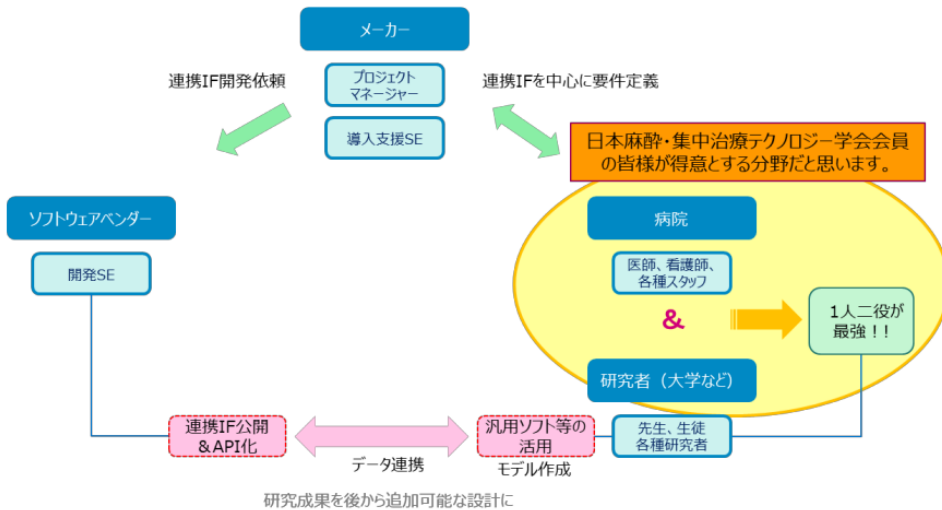 メーカー
連携IF開発依頼
プロジェクト
マネージャー
連携IFを中心に要件定義
導入支援SE
日本麻酔・集中治療テクノロジー学会会員
の皆様が得意とする分野だと思います。
ソフトウェアベンダー
開発SE
病院
医師、看護師、
各種スタッフ
&
1人二役が
最強!!
研究者(大学など)
先生、生徒
各種研究者
連携IF公開
&API化
データ連携
汎用ソフト等の
活用
モデル作成
研究成果を後から追加可能な設計に